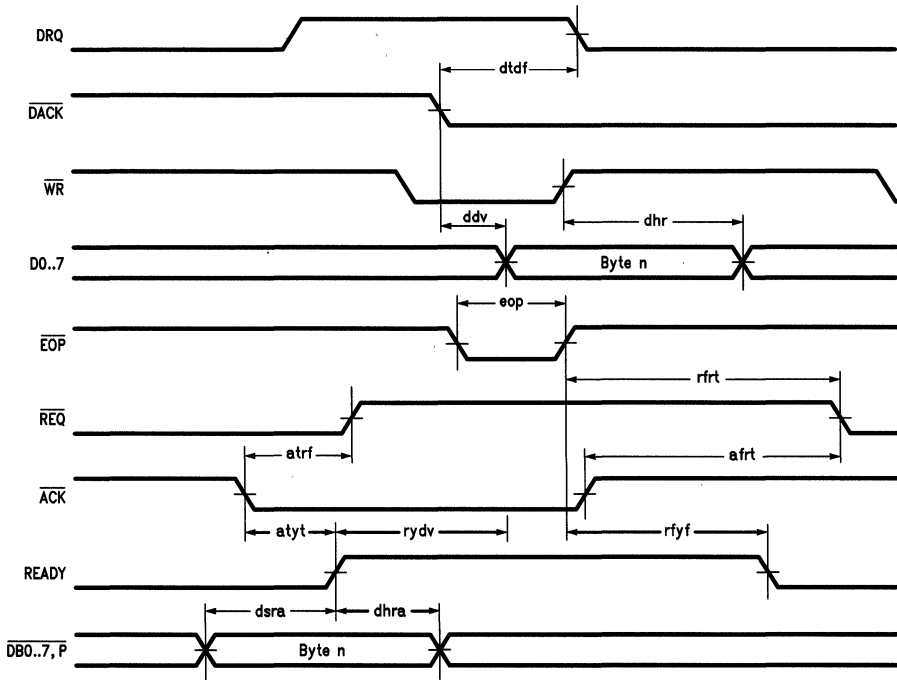 DRQ
dtdf
DACK
WR
ddv
dhr
D0..7
Byte n
eop
EOP
rfrt
REQ
atrf
afrt
ACK
atyt
rydv
rfyf
READY
dsra
dhra
DB0..7, P
Byte n